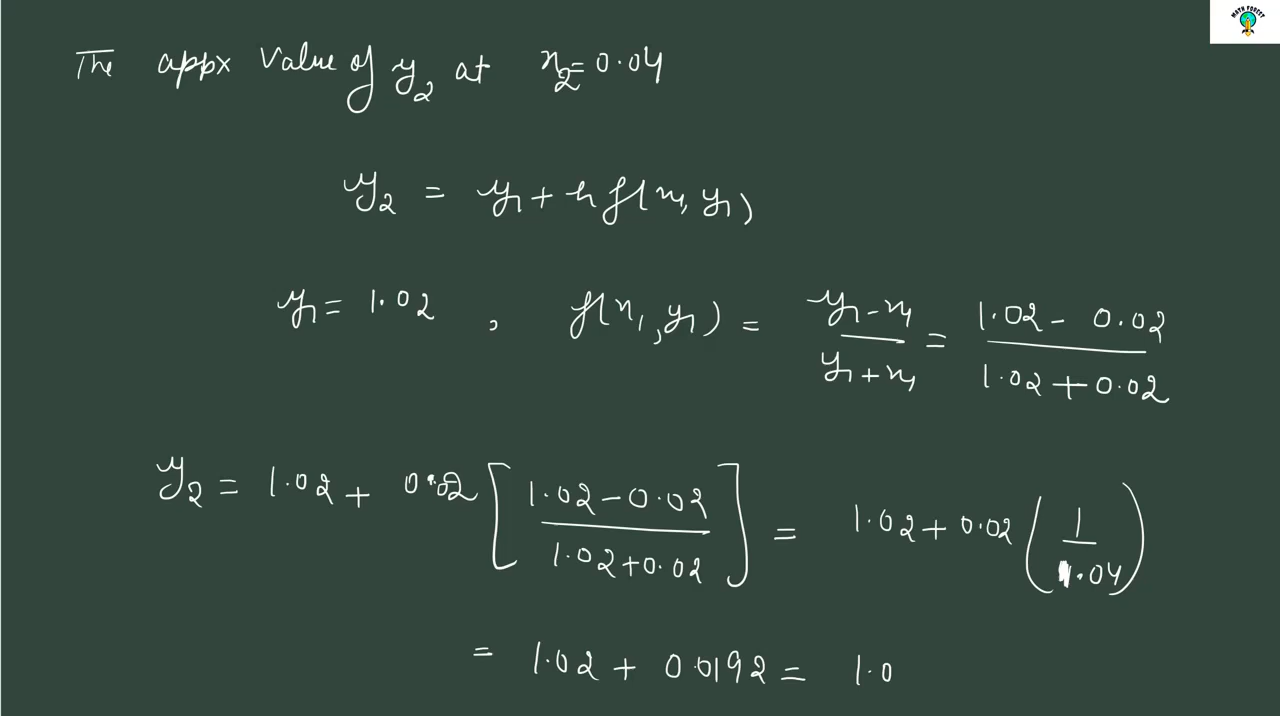 MATH FOREST
The appx Value of y₂ at x₂=0.04
y₂ = y₁ + h f(x₁, y₁)
y₁ = 1.02 , f(x₁, y₁) = (y₁ - x₁)/(y₁ + x₁) = (1.02 - 0.02)/(1.02 + 0.02)
y₂ = 1.02 + 0.02 [(1.02 - 0.02)/(1.02 + 0.02)] = 1.02 + 0.02 (1/1.04)
= 1.02 + 0.0192 = 1.0